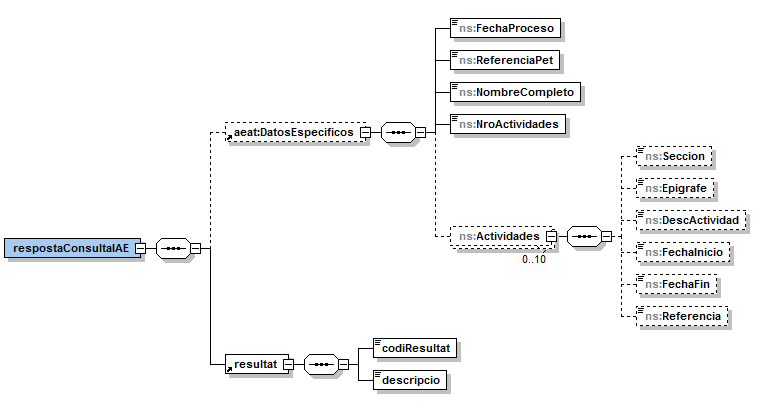 ns:FechaProceso
ns:ReferenciaPet
ns:NombreCompleto
aeat:DatosEspecificos
ns:NroActividades
ns:Seccion
ns:Epigrafe
ns:DescActividad
ns:Actividades
respostaConsultaIAE
0..10
ns:FechaInicio
ns:FechaFin
ns:Referencia
codiResultat
resultat
descripcio